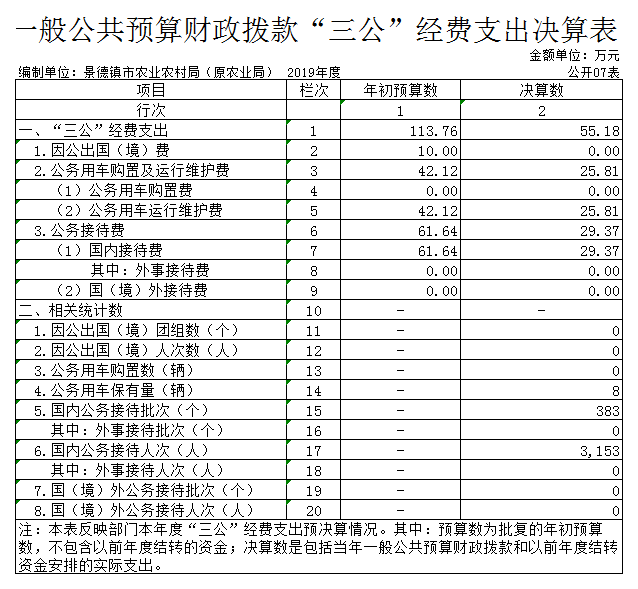 一般公共预算财政拨款“三公”经费支出决算表
金额单位：万元
编制单位：景德镇市农业农村局（原农业局） 2019年度 公开07表
项目 栏次 年初预算数 决算数
行次 1 2
一、“三公”经费支出 1 113.76 55.18
1.因公出国（境）费 2 10.00 0.00
2.公务用车购置及运行维护费 3 42.12 25.81
（1）公务用车购置费 4 0.00 0.00
（2）公务用车运行维护费 5 42.12 25.81
3.公务接待费 6 61.64 29.37
（1）国内接待费 7 61.64 29.37
其中：外事接待费 8 0.00 0.00
（2）国（境）外接待费 9 0.00 0.00
二、相关统计数 10 － －
1.因公出国（境）团组数（个） 11 － 0
2.因公出国（境）人次数（人） 12 － 0
3.公务用车购置数（辆） 13 － 0
4.公务用车保有量（辆） 14 － 8
5.国内公务接待批次（个） 15 － 383
其中：外事接待批次（个） 16 － 0
6.国内公务接待人次（人） 17 － 3,153
其中：外事接待人次（人） 18 － 0
7.国（境）外公务接待批次（个） 19 － 0
8.国（境）外公务接待人次（人） 20 － 0
注：本表反映部门本年度“三公”经费支出预决算情况。其中：预算数为批复的年初预算
数，不包含以前年度结转的资金；决算数是包括当年一般公共预算财政拨款和以前年度结转
资金安排的实际支出。